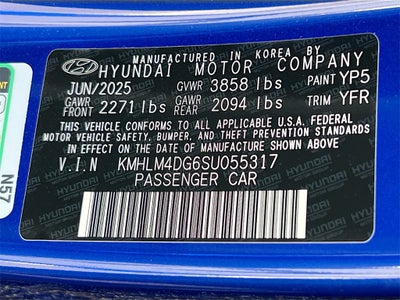 MANUFACTURED IN KOREA BY
HYUNDAI MOTOR COMPANY
JUN/2025 GVWR 3858 lbs PAINT YP5
GAWR FRONT 2271 lbs GAWR REAR 2094 lbs TRIM YFR
THIS VEHICLE CONFORMS TO ALL APPLICABLE U.S.A. FEDERAL
MOTOR VEHICLE SAFETY, BUMPER, AND THEFT PREVENTION STANDARDS
IN EFFECT ON THE DATE OF MANUFACTURE SHOWN ABOVE.
V.I.N KMHLM4DG6SU055317
PASSENGER CAR
N57